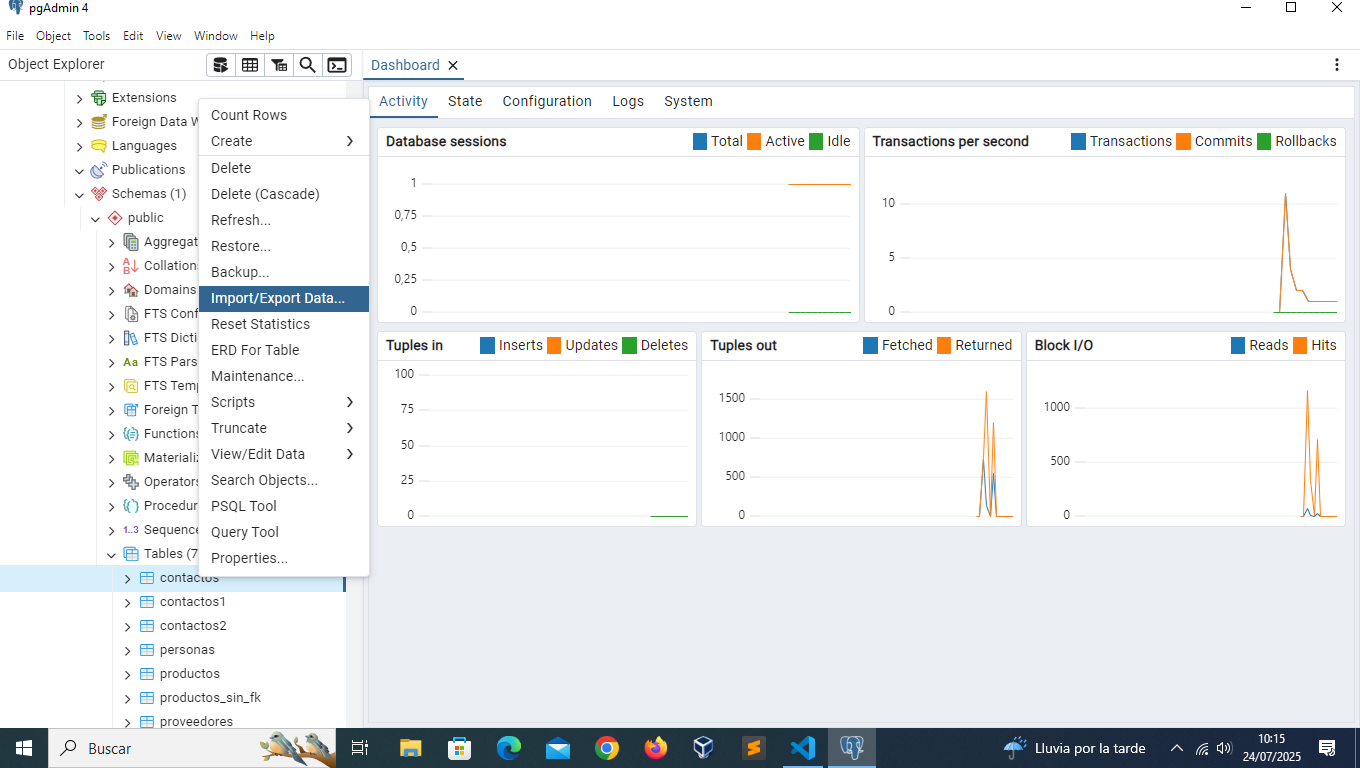 pgAdmin 4
File Object Tools Edit View Window Help
Object Explorer
Dashboard
Extensions
Foreign Data W
Languages
Publications
Schemas (1)
public
Aggregat
Collation
Domains
FTS Conf
FTS Dicti
FTS Pars
FTS Temp
Foreign T
Functions
Materializ
Operators
Procedur
1..3 Sequence
Tables (7
contactos
contactos1
contactos2
personas
productos
productos_sin_fk
proveedores
Count Rows
Create
Delete
Delete (Cascade)
Refresh...
Restore...
Backup...
Import/Export Data...
Reset Statistics
ERD For Table
Maintenance...
Scripts
Truncate
View/Edit Data
Search Objects...
PSQL Tool
Query Tool
Properties...
Activity State Configuration Logs System
Database sessions Total Active Idle
1
0,75
0,5
0,25
0
Transactions per second Transactions Commits Rollbacks
10
5
0
Tuples in Inserts Updates Deletes
100
75
50
25
0
Tuples out Fetched Returned
1500
1000
500
0
Block I/O Reads Hits
1000
500
0
Buscar
Lluvia por la tarde
10:15
24/07/2025